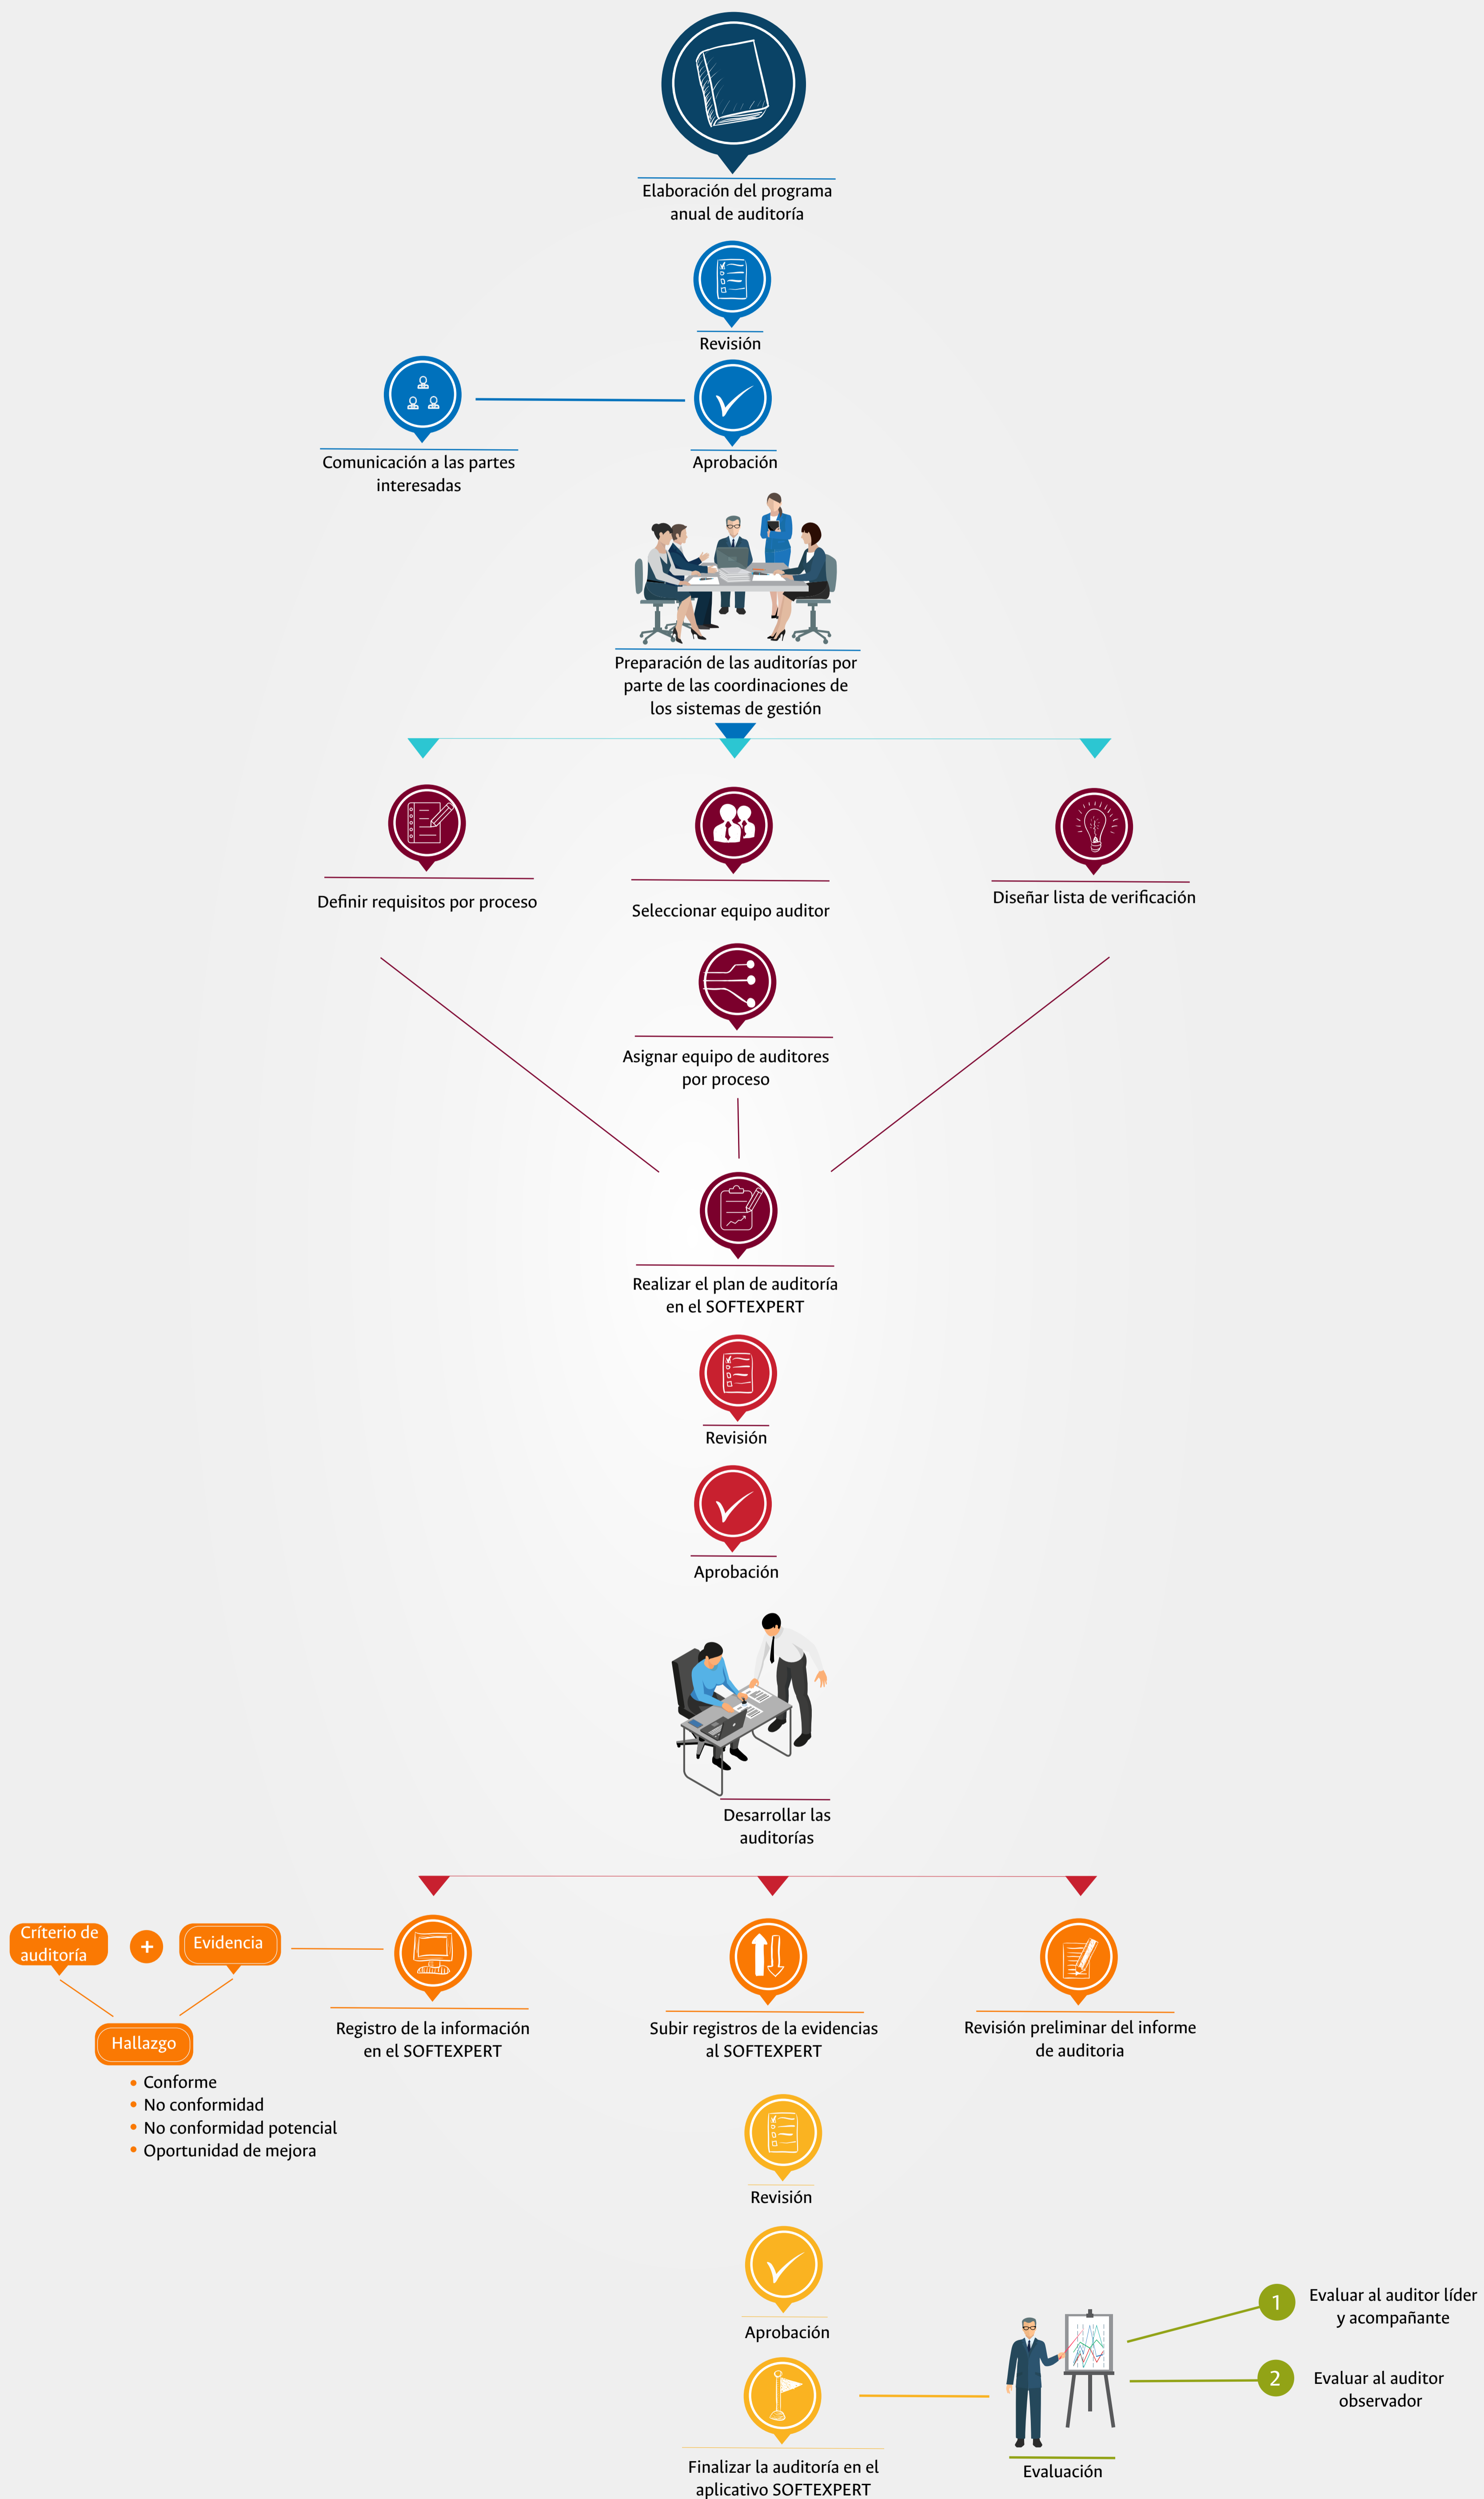 Elaboración del programa
anual de auditoría
Revisión
Comunicación a las partes
interesadas
Aprobación
Preparación de las auditorías por
parte de las coordinaciones de
los sistemas de gestión
Definir requisitos por proceso
Seleccionar equipo auditor
Diseñar lista de verificación
Asignar equipo de auditores
por proceso
Realizar el plan de auditoría
en el SOFTEXPERT
Revisión
Aprobación
Desarrollar las
auditorías
Críterio de
auditoría
+
Evidencia
Hallazgo
Conforme
No conformidad
No conformidad potencial
Oportunidad de mejora
Registro de la información
en el SOFTEXPERT
Subir registros de la evidencias
al SOFTEXPERT
Revisión preliminar del informe
de auditoria
Revisión
Aprobación
Finalizar la auditoría en el
aplicativo SOFTEXPERT
Evaluación
1
Evaluar al auditor líder
y acompañante
2
Evaluar al auditor
observador